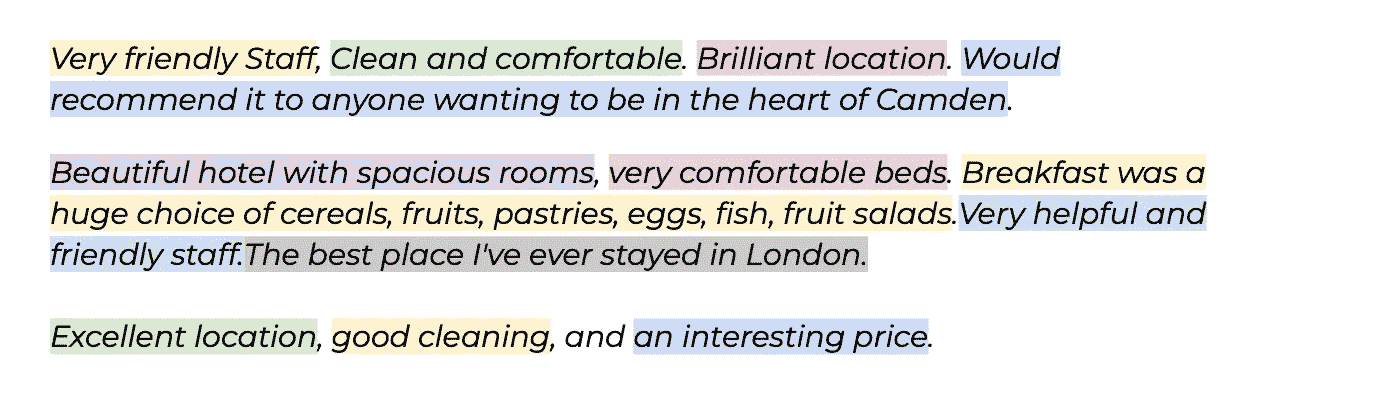 Very friendly Staff, Clean and comfortable. Brilliant location. Would
recommend it to anyone wanting to be in the heart of Camden.
Beautiful hotel with spacious rooms, very comfortable beds. Breakfast was a
huge choice of cereals, fruits, pastries, eggs, fish, fruit salads.Very helpful and
friendly staff.The best place I've ever stayed in London.
Excellent location, good cleaning, and an interesting price.